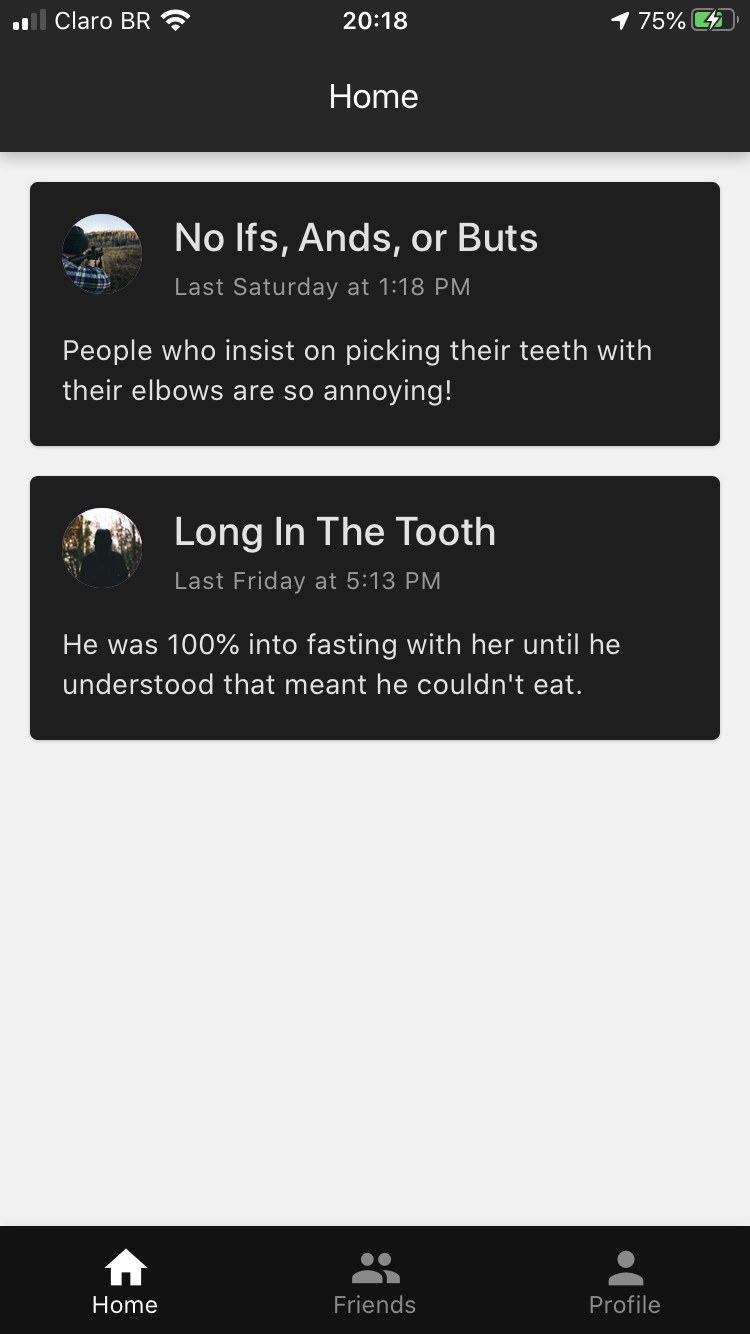 Claro BR 20:18 75%
Home
No Ifs, Ands, or Buts
Last Saturday at 1:18 PM
People who insist on picking their teeth with
their elbows are so annoying!
Long In The Tooth
Last Friday at 5:13 PM
He was 100% into fasting with her until he
understood that meant he couldn't eat.
Home Friends Profile